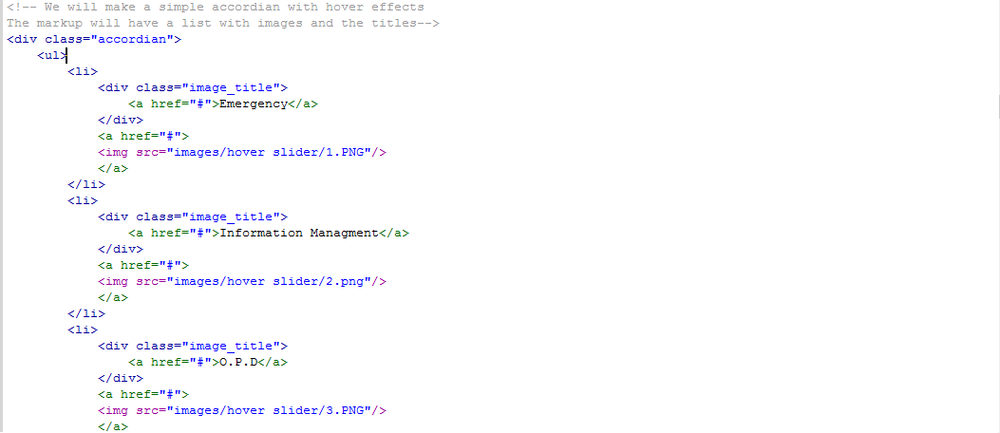 <!-- We will make a simple accordian with hover effects
The markup will have a list with images and the titles-->
<div class="accordian">
    <ul>
        <li>
            <div class="image_title">
                <a href="#">Emergency</a>
            </div>
            <a href="#">
            <img src="images/hover slider/1.PNG"/>
            </a>
        </li>
        <li>
            <div class="image_title">
                <a href="#">Information Managment</a>
            </div>
            <a href="#">
            <img src="images/hover slider/2.png"/>
            </a>
        </li>
        <li>
            <div class="image_title">
                <a href="#">O.P.D</a>
            </div>
            <a href="#">
            <img src="images/hover slider/3.PNG"/>
            </a>